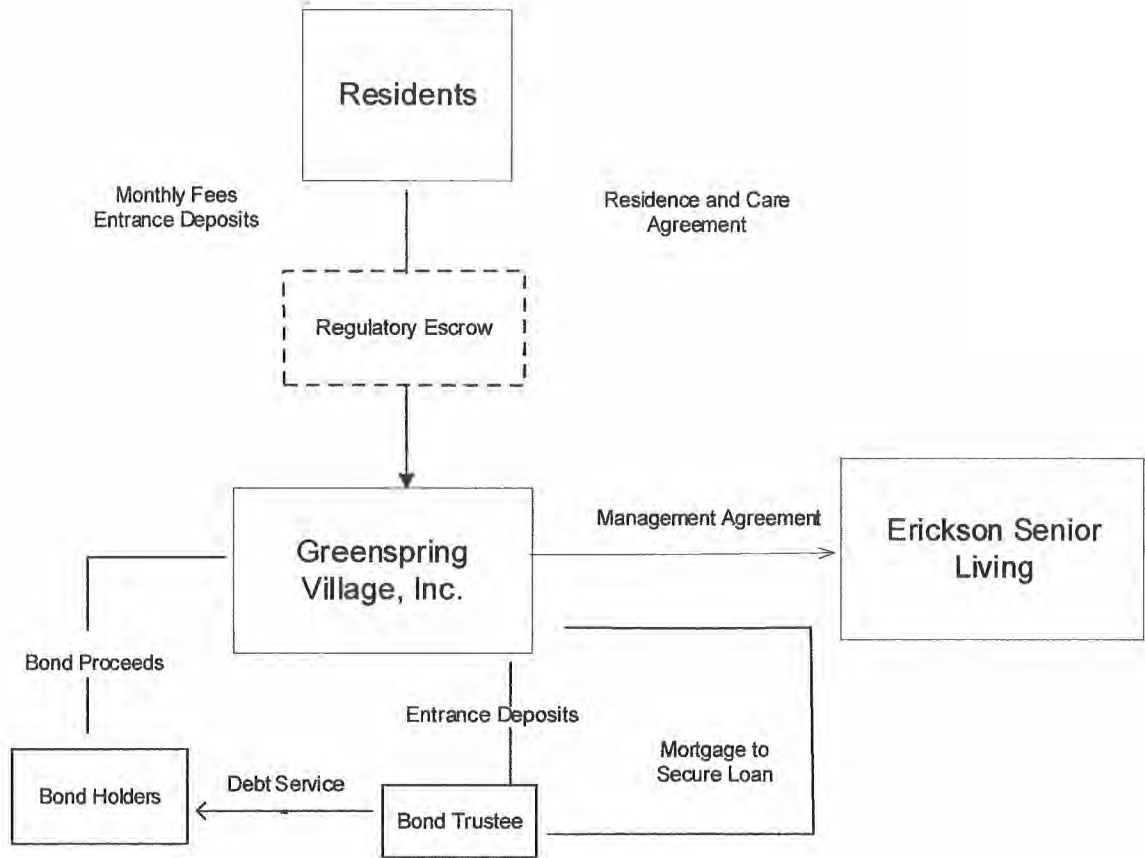 Residents
Monthly Fees
Entrance Deposits
Residence and Care
Agreement
Regulatory Escrow
Greenspring
Village, Inc.
Management Agreement
Erickson Senior
Living
Bond Proceeds
Entrance Deposits
Mortgage to
Secure Loan
Bond Holders
Debt Service
Bond Trustee